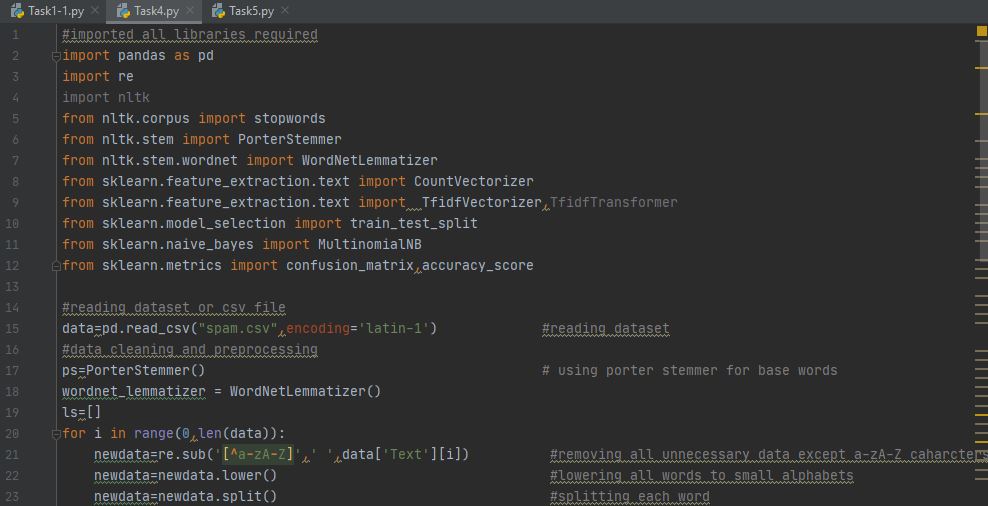 Task1-1.py × Task4.py × Task5.py ×
1 #imported all libraries required
2 import pandas as pd
3 import re
4 import nltk
5 from nltk.corpus import stopwords
6 from nltk.stem import PorterStemmer
7 from nltk.stem.wordnet import WordNetLemmatizer
8 from sklearn.feature_extraction.text import CountVectorizer
9 from sklearn.feature_extraction.text import  TfidfVectorizer,TfidfTransformer
10 from sklearn.model_selection import train_test_split
11 from sklearn.naive_bayes import MultinomialNB
12 from sklearn.metrics import confusion_matrix,accuracy_score
13
14 #reading dataset or csv file
15 data=pd.read_csv("spam.csv",encoding='latin-1') #reading dataset
16 #data cleaning and preprocessing
17 ps=PorterStemmer() # using porter stemmer for base words
18 wordnet_lemmatizer = WordNetLemmatizer()
19 ls=[]
20 for i in range(0,len(data)):
21 newdata=re.sub('[^a-zA-Z]',' ',data['Text'][i]) #removing all unnecessary data except a-zA-Z caharcters
22 newdata=newdata.lower() #lowering all words to small alphabets
23 newdata=newdata.split() #splitting each word